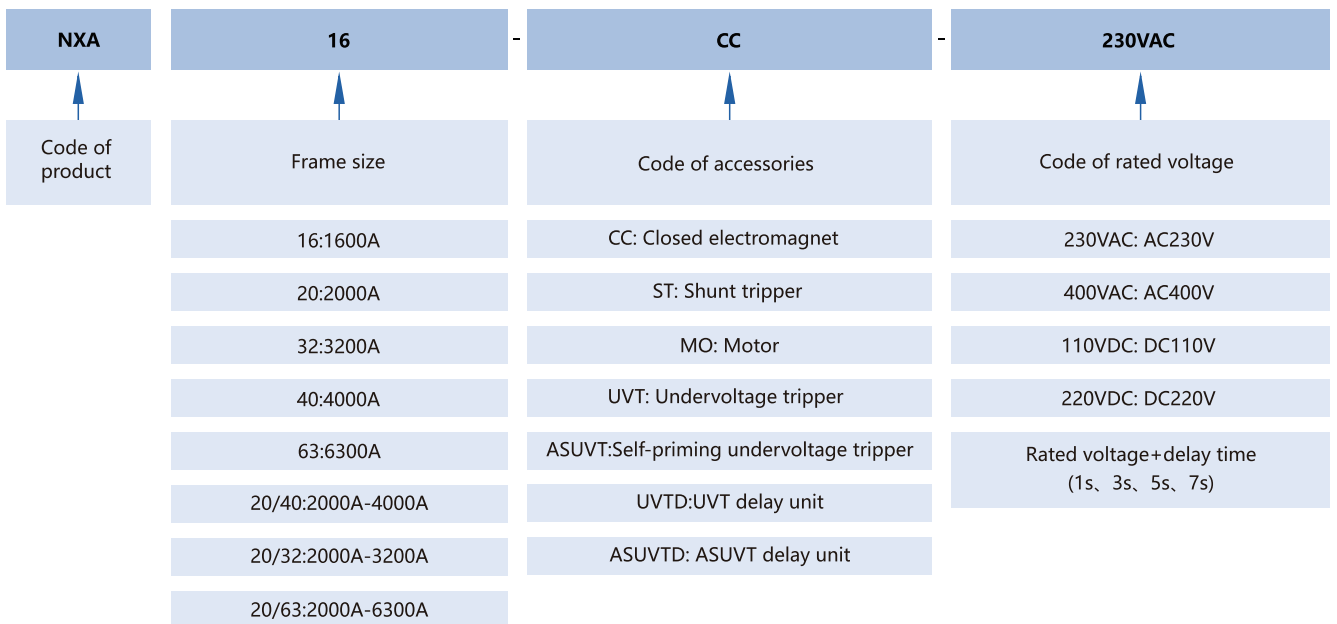 NXA 16 - CC - 230VAC
Code of
product
Frame size
Code of accessories
Code of rated voltage
16:1600A
20:2000A
32:3200A
40:4000A
63:6300A
20/40:2000A-4000A
20/32:2000A-3200A
20/63:2000A-6300A
CC: Closed electromagnet
ST: Shunt tripper
MO: Motor
UVT: Undervoltage tripper
ASUVT:Self-priming undervoltage tripper
UVTD:UVT delay unit
ASUVTD: ASUVT delay unit
230VAC: AC230V
400VAC: AC400V
110VDC: DC110V
220VDC: DC220V
Rated voltage+delay time
(1s、3s、5s、7s)